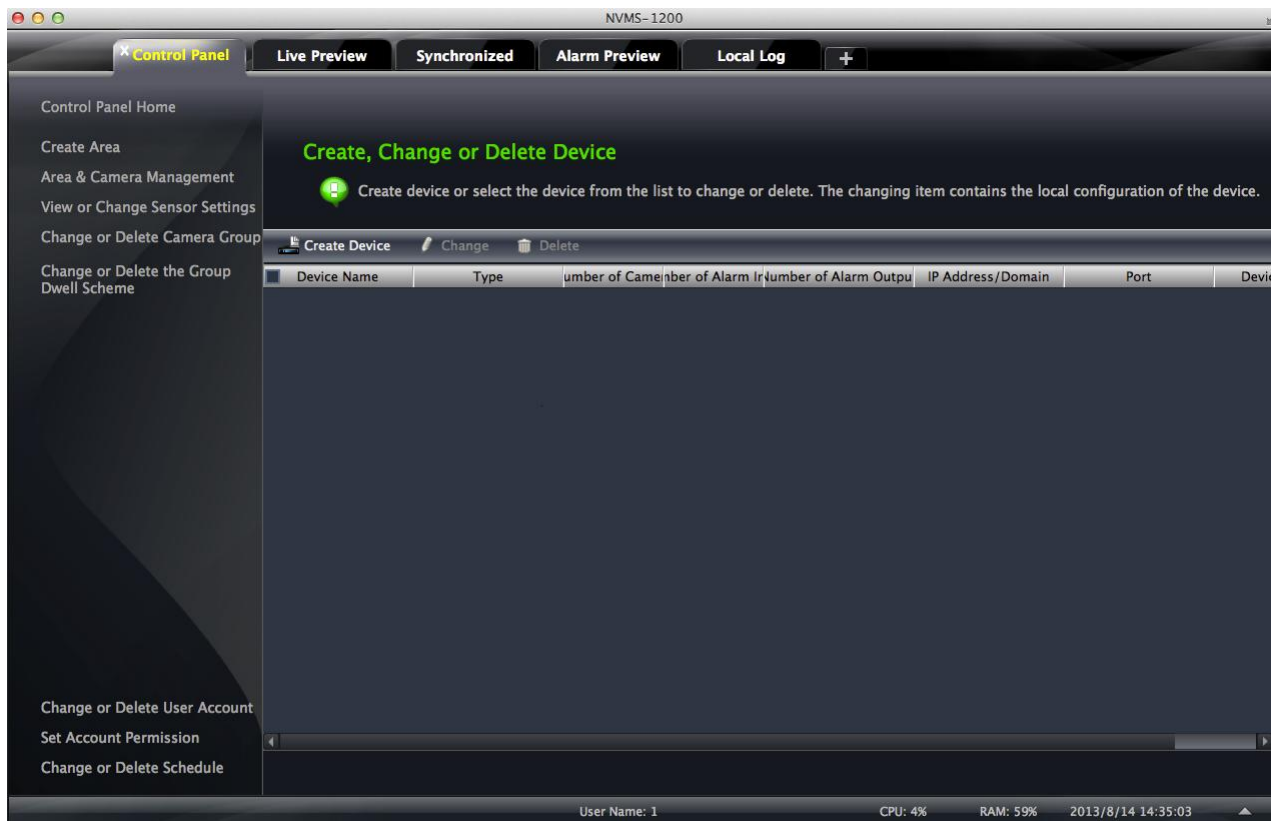 NVMS-1200
Control Panel
Live Preview
Synchronized
Alarm Preview
Local Log
Control Panel Home
Create Area
Area & Camera Management
View or Change Sensor Settings
Change or Delete Camera Group
Change or Delete the Group
Dwell Scheme
Create, Change or Delete Device
Create device or select the device from the list to change or delete. The changing item contains the local configuration of the device.
Create Device
Change
Delete
Device Name
Type
umber of Came
nber of Alarm In
Number of Alarm Outpu
IP Address/Domain
Port
Devi
Change or Delete User Account
Set Account Permission
Change or Delete Schedule
User Name: 1
CPU: 4%
RAM: 59%
2013/8/14 14:35:03